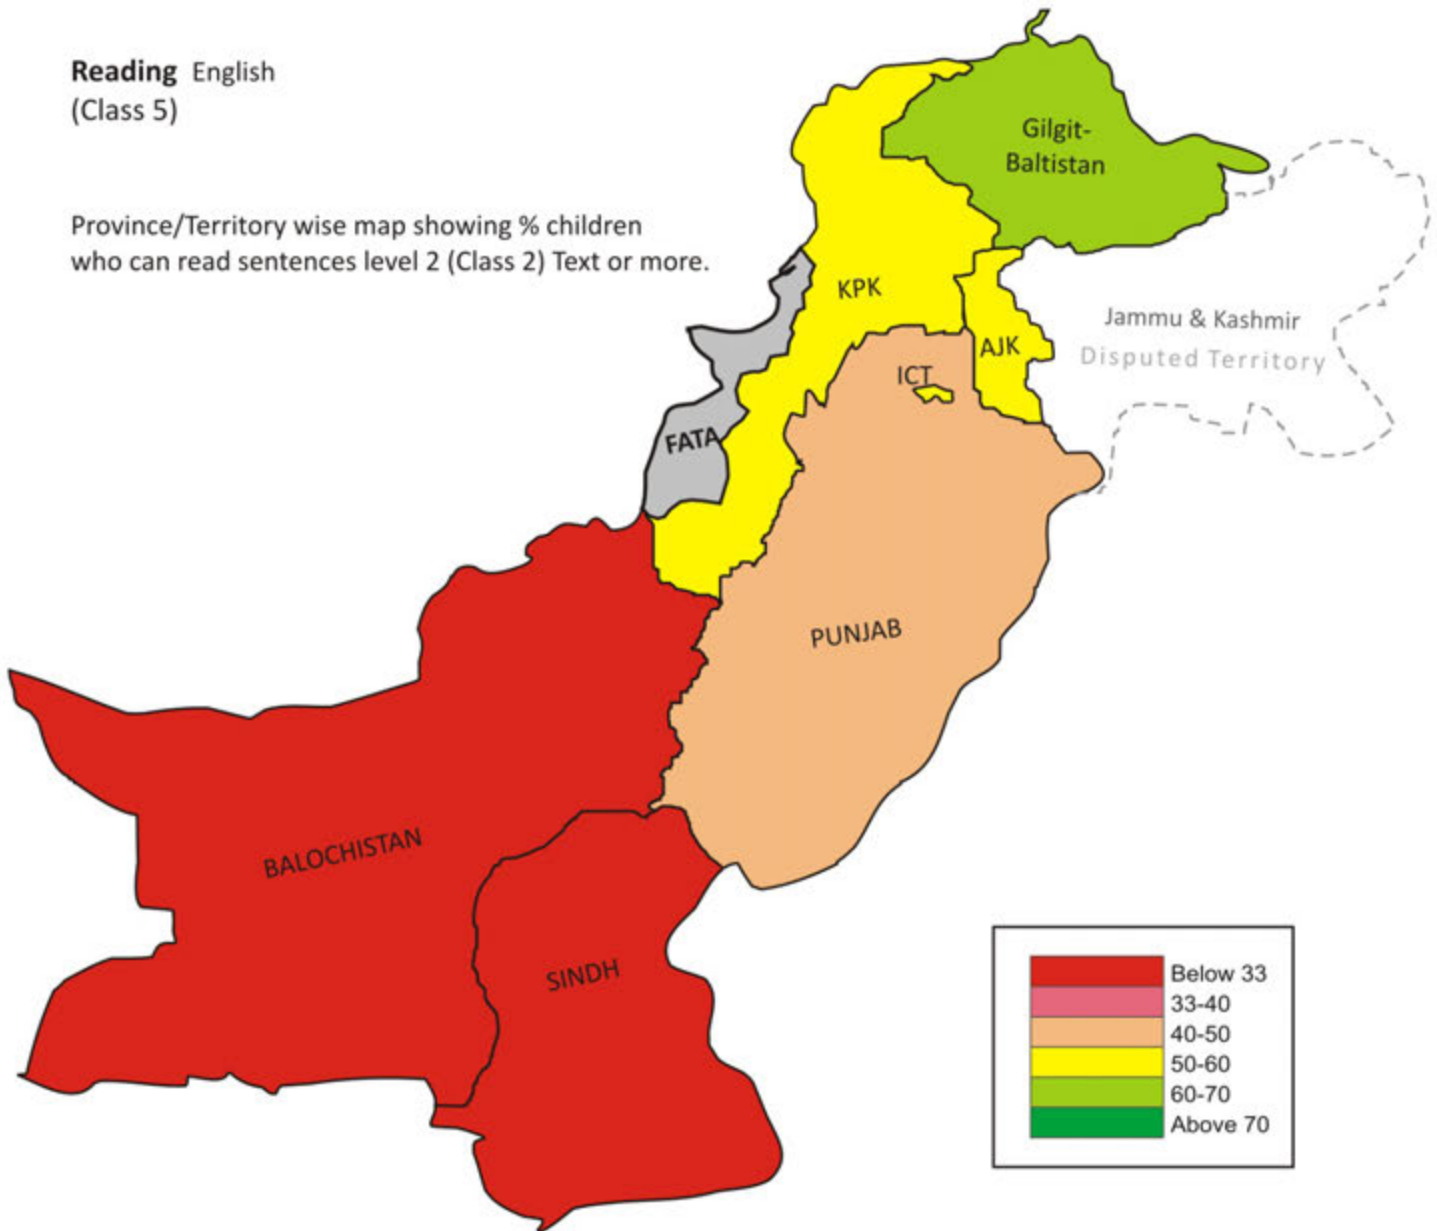 Reading English
(Class 5)
Province/Territory wise map showing % children
who can read sentences level 2 (Class 2) Text or more.
Gilgit-
Baltistan
KPK
Jammu & Kashmir
Disputed Territory
AJK
ICT
FATA
PUNJAB
BALOCHISTAN
SINDH
Below 33
33-40
40-50
50-60
60-70
Above 70